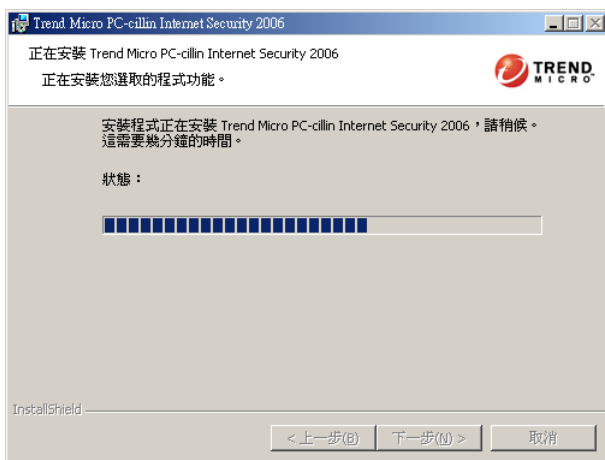 Trend Micro PC-cillin Internet Security 2006
正在安裝 Trend Micro PC-cillin Internet Security 2006
正在安裝您選取的程式功能。
TREND
MICRO
安裝程式正在安裝 Trend Micro PC-cillin Internet Security 2006，請稍候。
這需要幾分鐘的時間。
狀態：
InstallShield
< 上一步(B)
下一步(N) >
取消